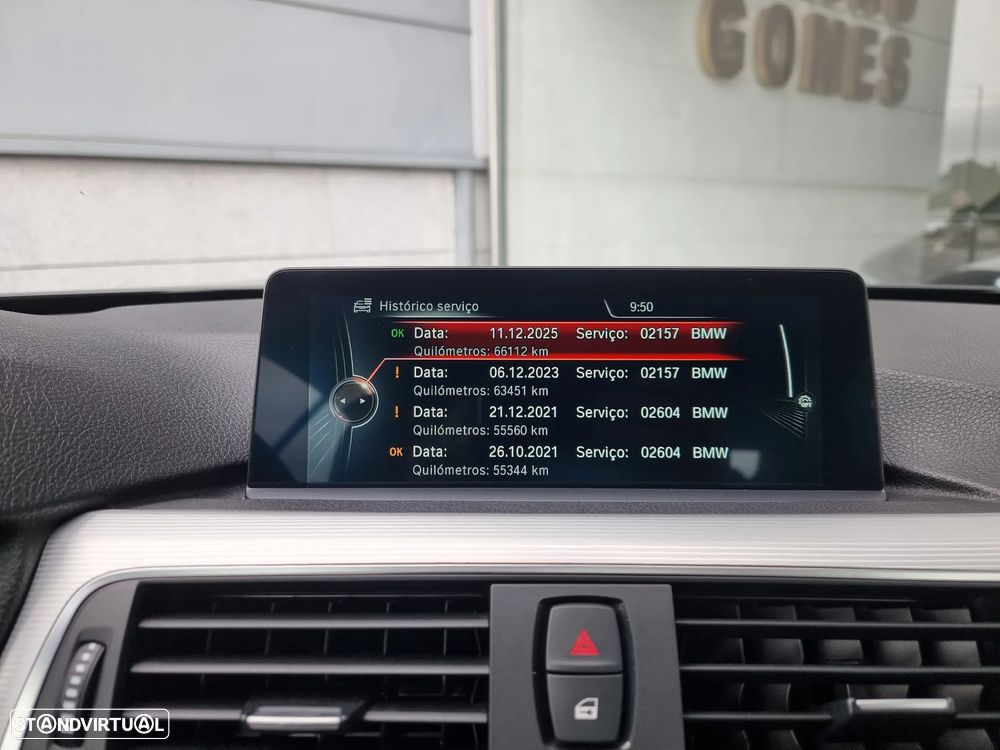 GOMES
Histórico serviço 9:50
OK Data: 11.12.2025 Serviço: 02157 BMW
Quilómetros: 66112 km
! Data: 06.12.2023 Serviço: 02157 BMW
Quilómetros: 63451 km
! Data: 21.12.2021 Serviço: 02604 BMW
Quilómetros: 55560 km
OK Data: 26.10.2021 Serviço: 02604 BMW
Quilómetros: 55344 km
OPT
STANDVIRTUAL